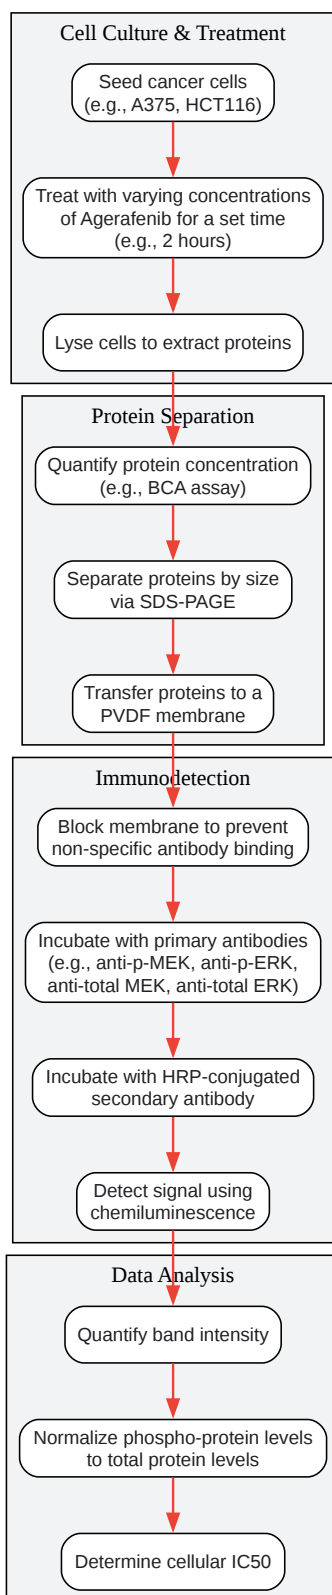 Cell Culture & Treatment
Seed cancer cells
(e.g., A375, HCT116)
Treat with varying concentrations
of Agerafenib for a set time
(e.g., 2 hours)
Lyse cells to extract proteins
Protein Separation
Quantify protein concentration
(e.g., BCA assay)
Separate proteins by size
via SDS-PAGE
Transfer proteins to a
PVDF membrane
Immunodetection
Block membrane to prevent
non-specific antibody binding
Incubate with primary antibodies
(e.g., anti-p-MEK, anti-p-ERK,
anti-total MEK, anti-total ERK)
Incubate with HRP-conjugated
secondary antibody
Detect signal using
chemiluminescence
Data Analysis
Quantify band intensity
Normalize phospho-protein levels
to total protein levels
Determine cellular IC50